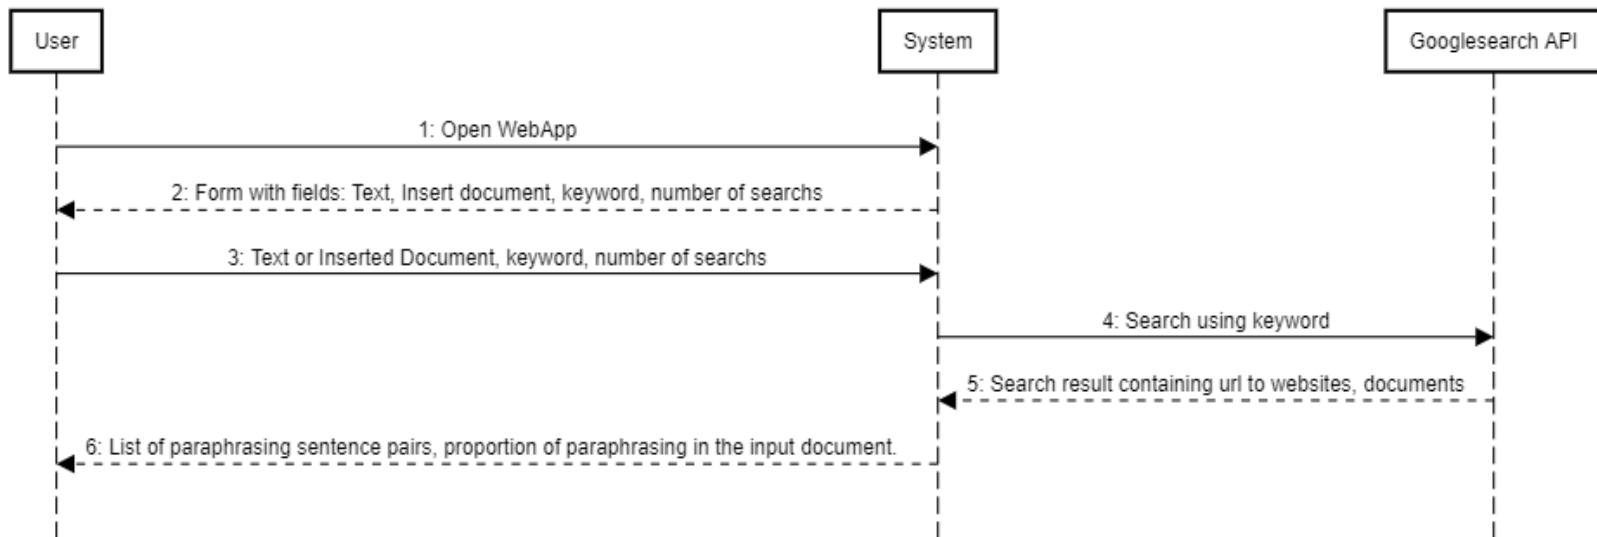 User
System
Googlesearch API
1: Open WebApp
2: Form with fields: Text, Insert document, keyword, number of searchs
3: Text or Inserted Document, keyword, number of searchs
4: Search using keyword
5: Search result containing url to websites, documents
6: List of paraphrasing sentence pairs, proportion of paraphrasing in the input document.